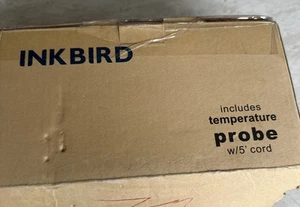 INKBIRD
includes
temperature
probe
w/5' cord